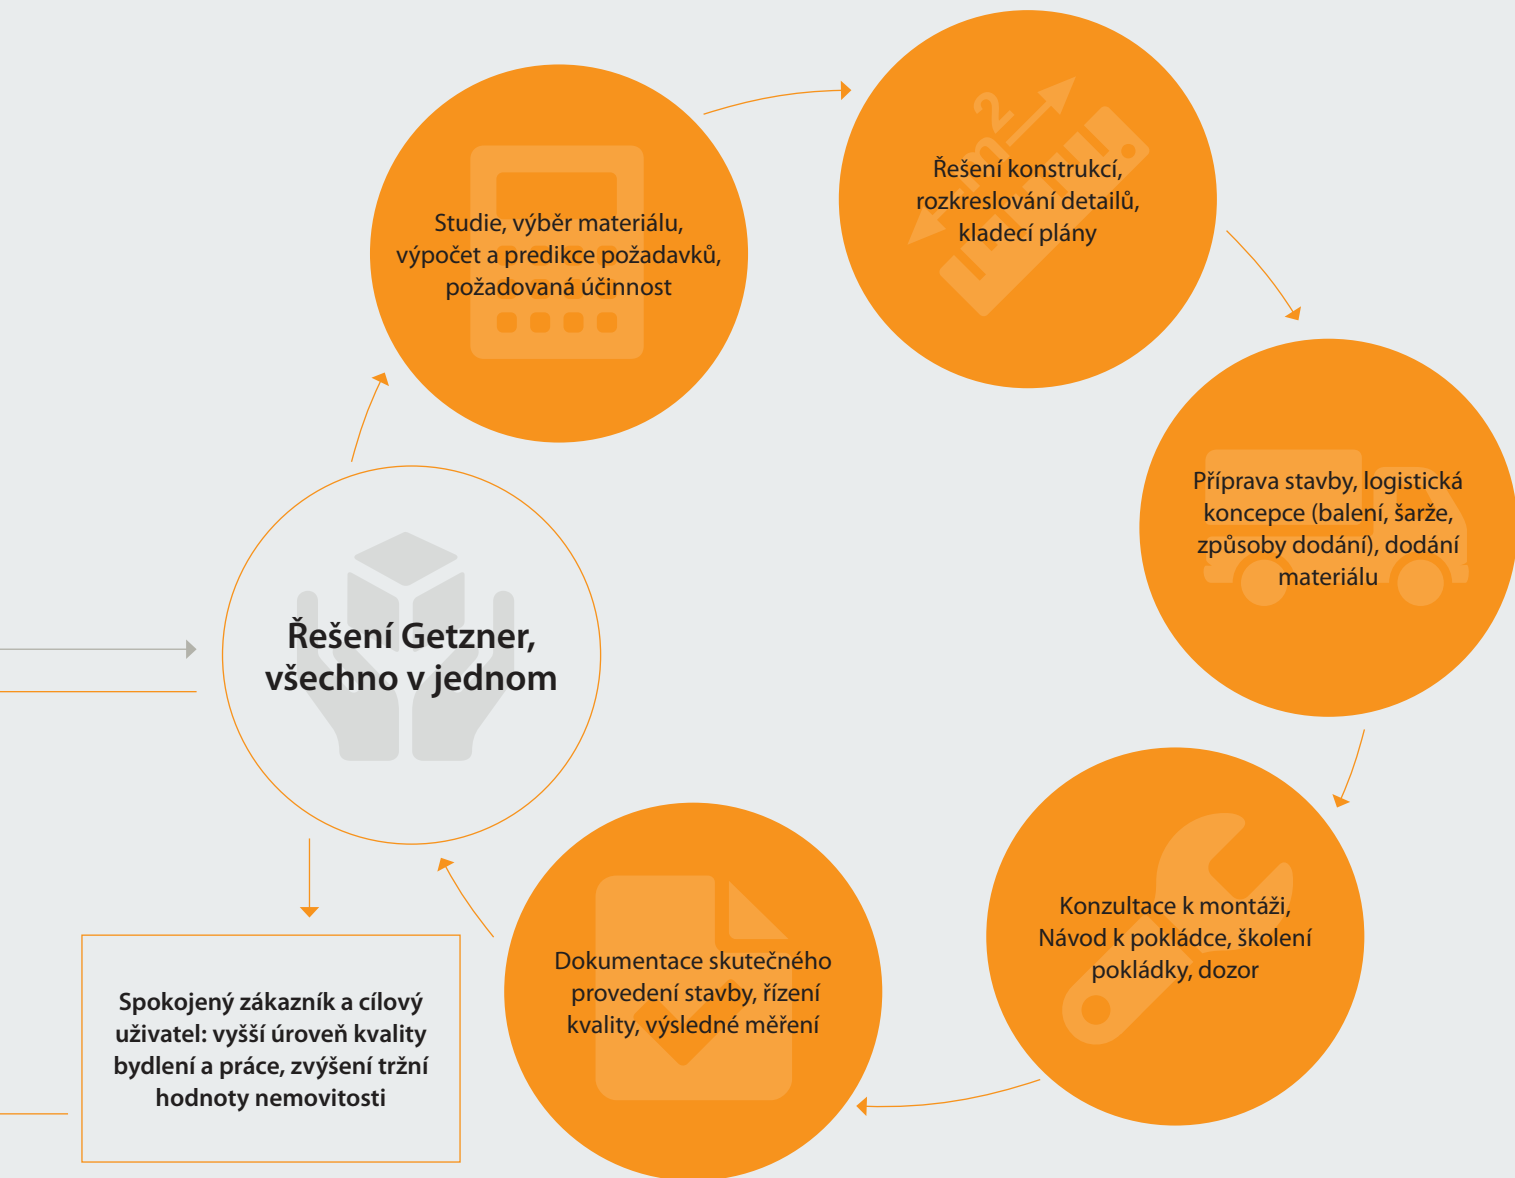 Studie, výběr materiálu,
výpočet a predikce požadavků,
požadovaná účinnost
m²
Řešení konstrukcí,
rozkreslování detailů,
kladecí plány
Příprava stavby, logistická
koncepce (balení, šarže,
způsoby dodání), dodání
materiálu
Konzultace k montáži,
Návod k pokládce, školení
pokládky, dozor
Dokumentace skutečného
provedení stavby, řízení
kvality, výsledné měření
Řešení Getzner,
všechno v jednom
Spokojený zákazník a cílový
uživatel: vyšší úroveň kvality
bydlení a práce, zvýšení tržní
hodnoty nemovitosti